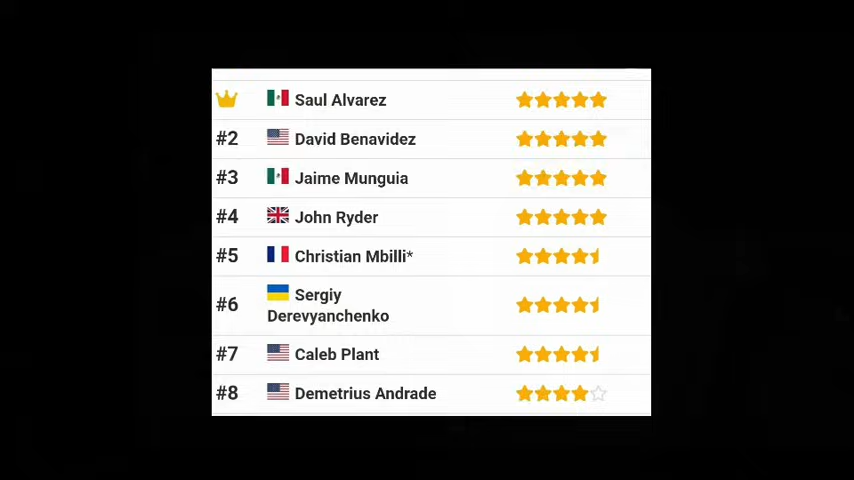 Saul Alvarez
#2 David Benavidez
#3 Jaime Munguia
#4 John Ryder
#5 Christian Mbilli*
#6 Sergiy
Derevyanchenko
#7 Caleb Plant
#8 Demetrius Andrade